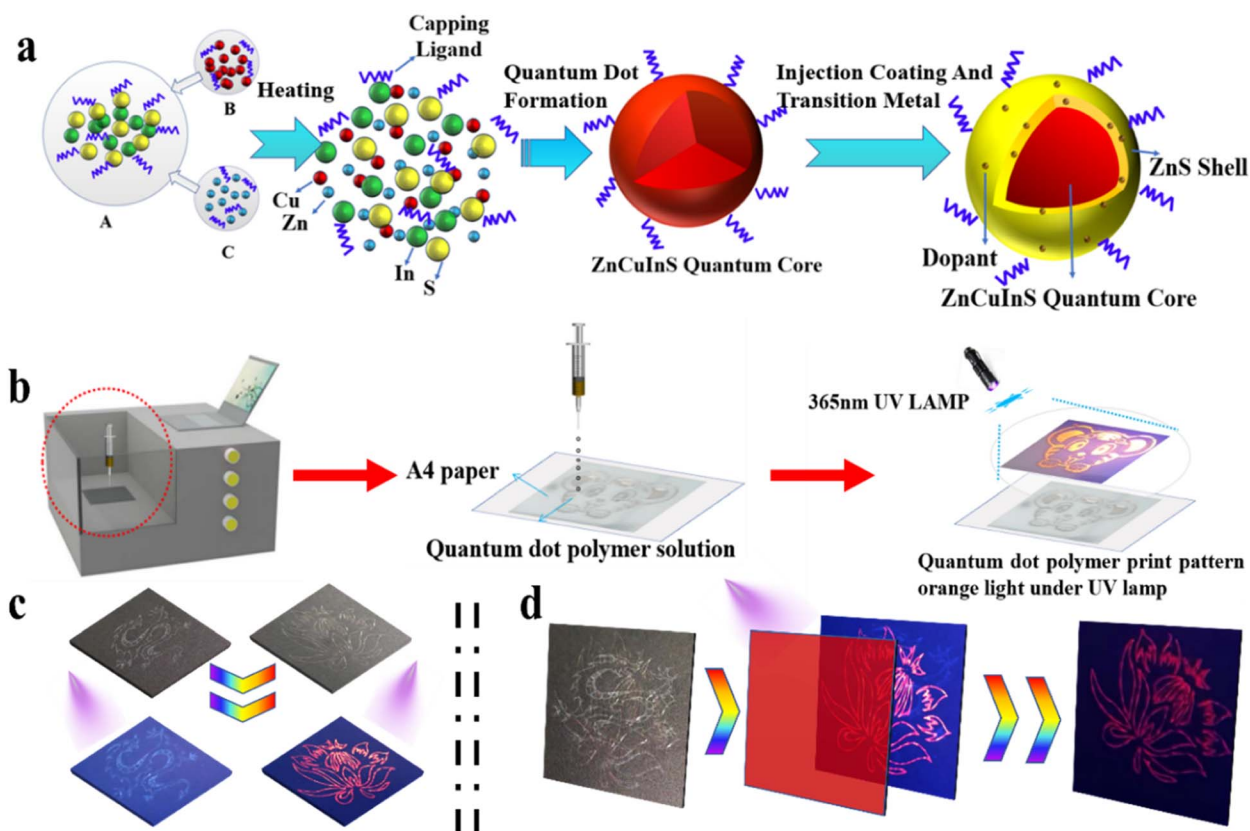 a
Capping
Ligand
B
Heating
Quantum Dot
Formation
Injection Coating And
Transition Metal
ZnS Shell
Cu
Zn
A
C
In
S
ZnCuInS Quantum Core
Dopant
ZnCuInS Quantum Core
b
365nm UV LAMP
A4 paper
Quantum dot polymer solution
Quantum dot polymer print pattern
orange light under UV lamp
c
d